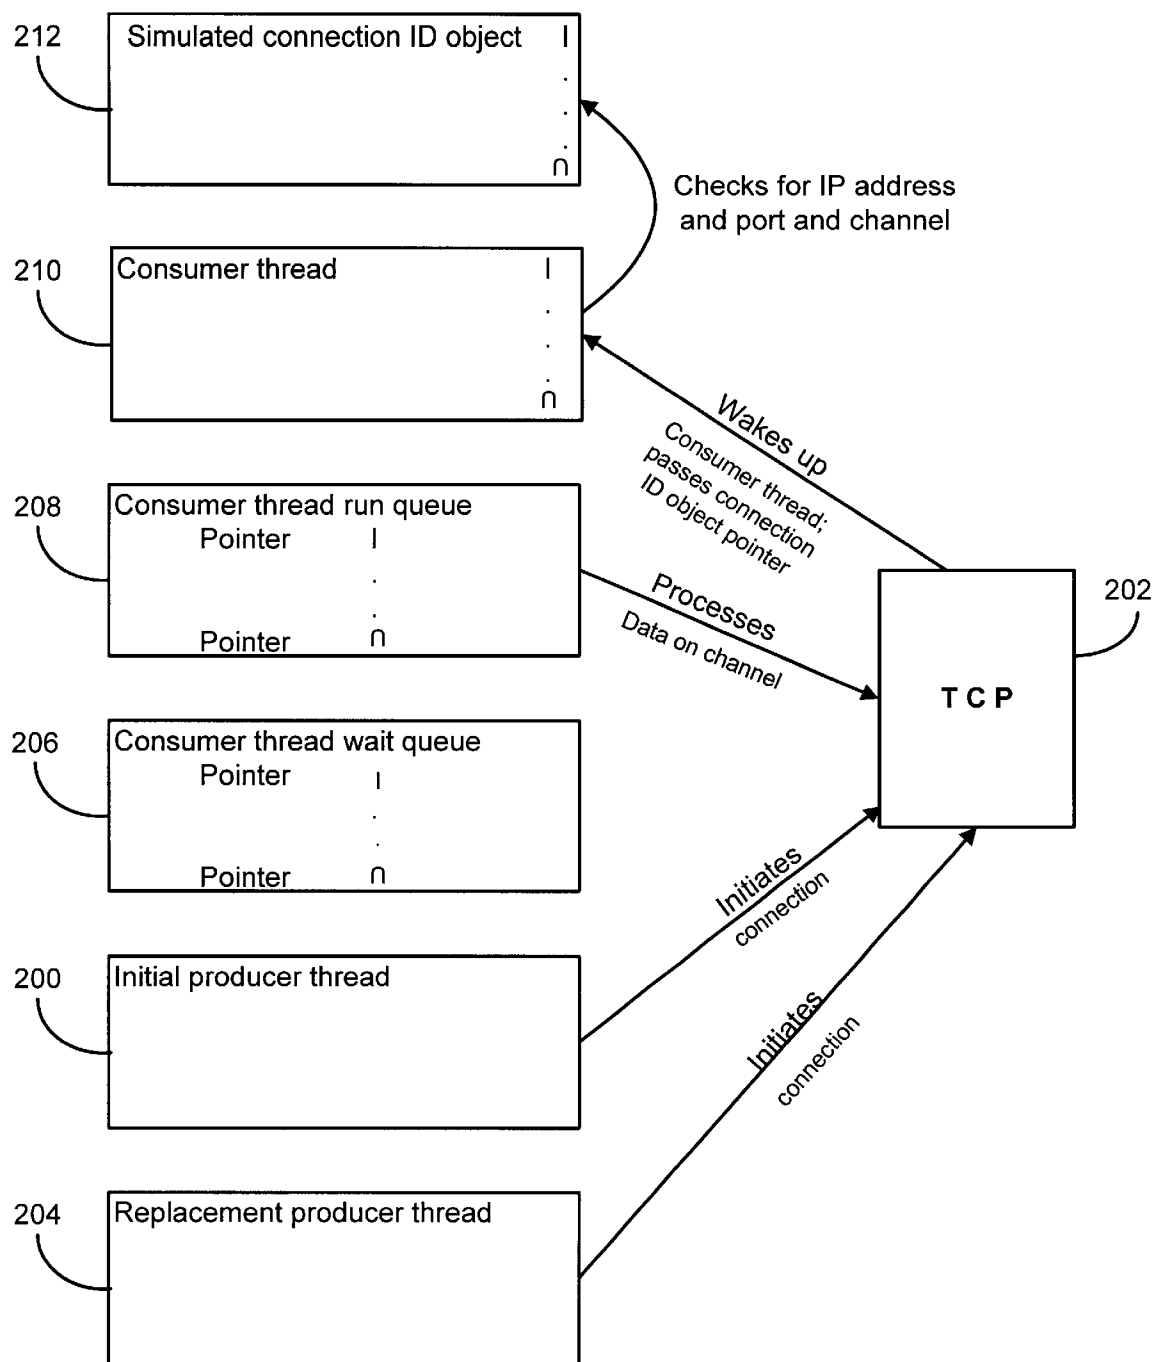 212
Simulated connection ID object I
.
.
.
n
Checks for IP address
and port and channel
210
Consumer thread I
.
.
.
n
Wakes up
Consumer thread;
passes connection
ID object pointer
208
Consumer thread run queue
Pointer I
.
.
Pointer n
Processes
Data on channel
202
T C P
206
Consumer thread wait queue
Pointer I
.
.
Pointer n
Initiates
connection
200
Initial producer thread
Initiates
connection
204
Replacement producer thread